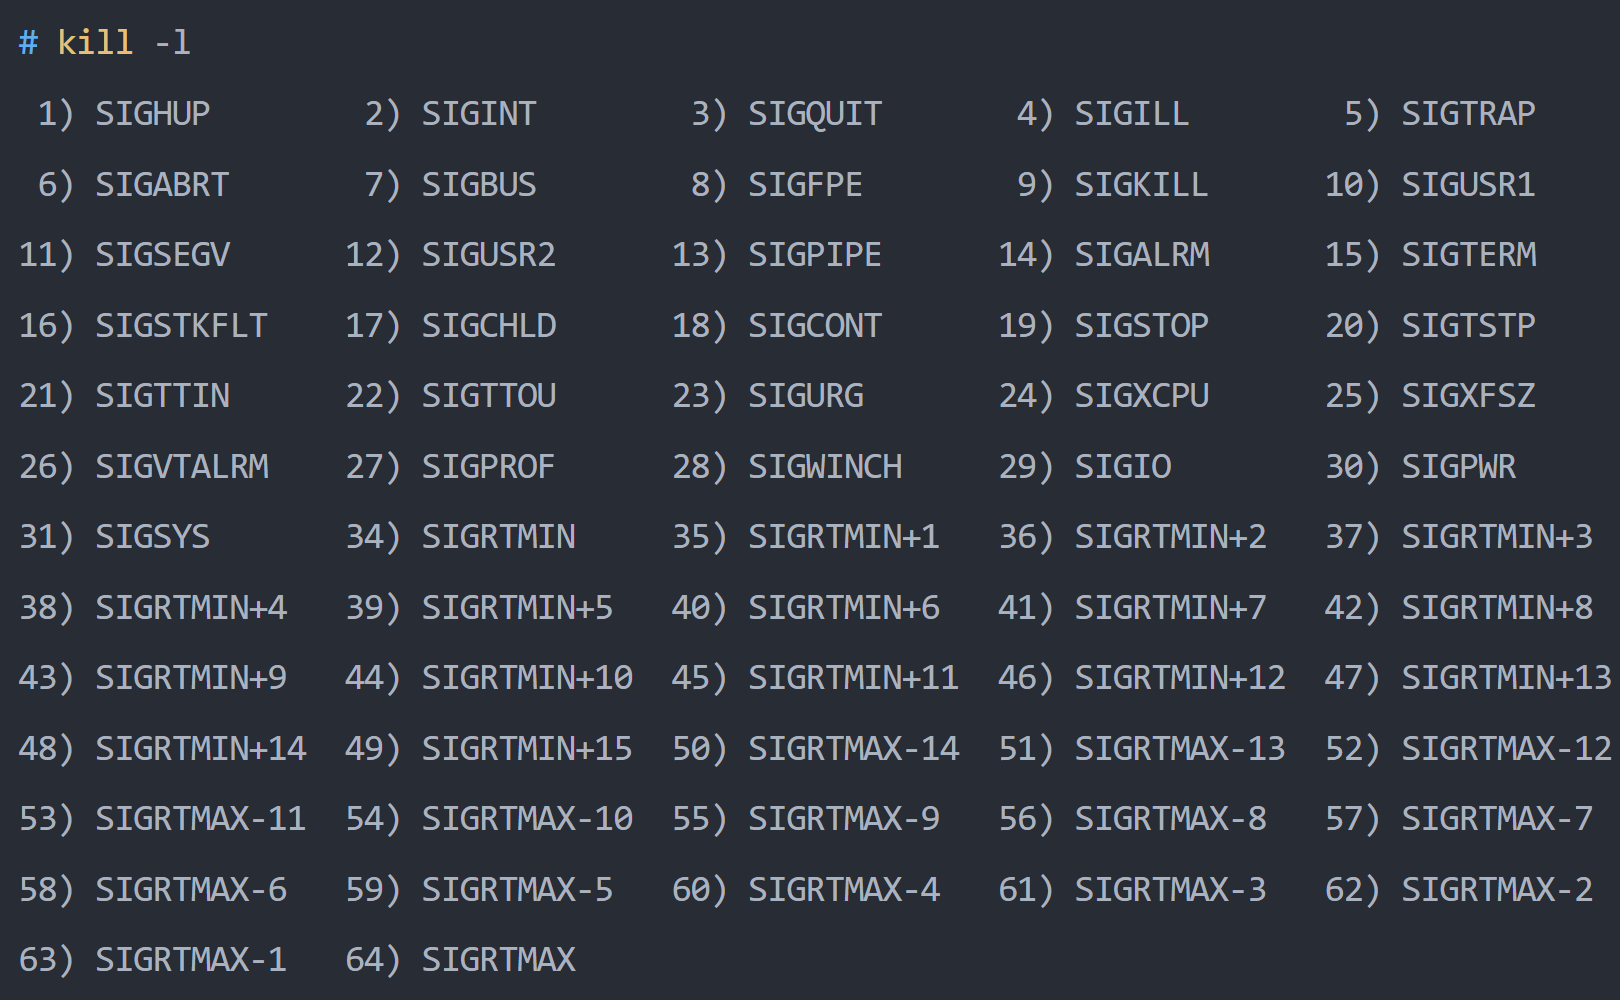 # kill -l
 1) SIGHUP       2) SIGINT       3) SIGQUIT      4) SIGILL       5) SIGTRAP
 6) SIGABRT      7) SIGBUS       8) SIGFPE       9) SIGKILL     10) SIGUSR1
11) SIGSEGV     12) SIGUSR2     13) SIGPIPE     14) SIGALRM     15) SIGTERM
16) SIGSTKFLT   17) SIGCHLD     18) SIGCONT     19) SIGSTOP     20) SIGTSTP
21) SIGTTIN     22) SIGTTOU     23) SIGURG      24) SIGXCPU     25) SIGXFSZ
26) SIGVTALRM   27) SIGPROF     28) SIGWINCH    29) SIGIO       30) SIGPWR
31) SIGSYS      34) SIGRTMIN    35) SIGRTMIN+1  36) SIGRTMIN+2  37) SIGRTMIN+3
38) SIGRTMIN+4  39) SIGRTMIN+5  40) SIGRTMIN+6  41) SIGRTMIN+7  42) SIGRTMIN+8
43) SIGRTMIN+9  44) SIGRTMIN+10 45) SIGRTMIN+11 46) SIGRTMIN+12 47) SIGRTMIN+13
48) SIGRTMIN+14 49) SIGRTMIN+15 50) SIGRTMAX-14 51) SIGRTMAX-13 52) SIGRTMAX-12
53) SIGRTMAX-11 54) SIGRTMAX-10 55) SIGRTMAX-9  56) SIGRTMAX-8  57) SIGRTMAX-7
58) SIGRTMAX-6  59) SIGRTMAX-5  60) SIGRTMAX-4  61) SIGRTMAX-3  62) SIGRTMAX-2
63) SIGRTMAX-1  64) SIGRTMAX